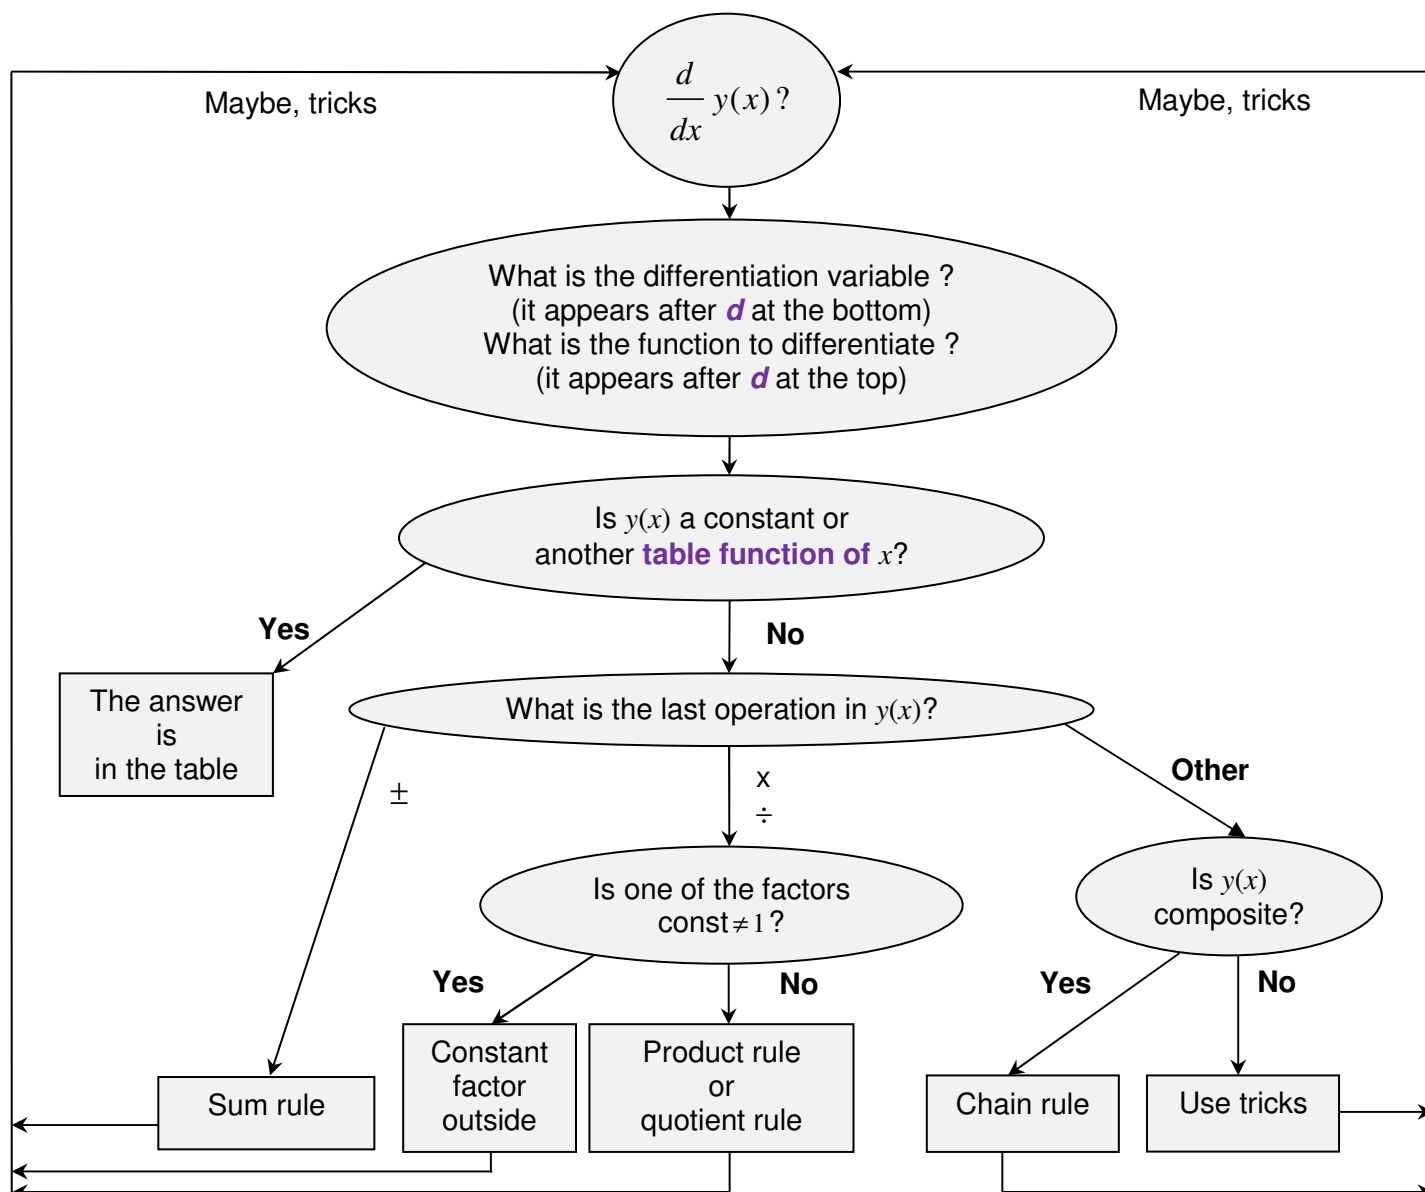 d
dx
y(x) ?
Maybe, tricks
Maybe, tricks
What is the differentiation variable ?
(it appears after d at the bottom)
What is the function to differentiate ?
(it appears after d at the top)
Is y(x) a constant or
another table function of x?
Yes
No
The answer
is
in the table
What is the last operation in y(x)?
±
x
÷
Other
Is one of the factors
const ≠ 1 ?
Is y(x)
composite?
Yes
No
Yes
No
Constant
factor
outside
Product rule
or
quotient rule
Sum rule
Chain rule
Use tricks